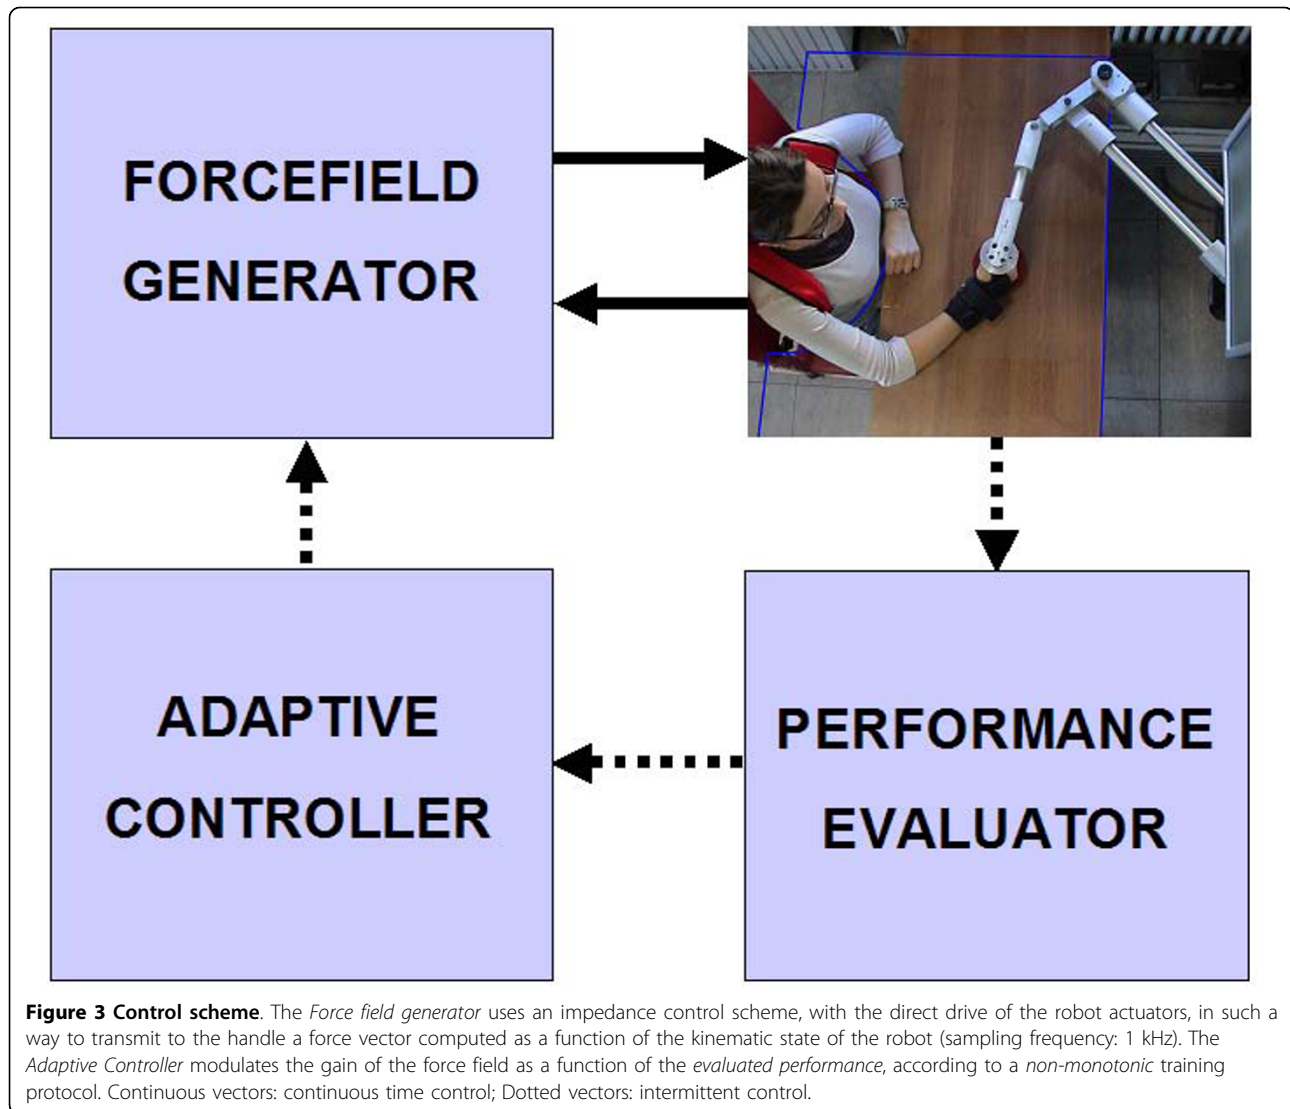 FORCEFIELD
GENERATOR
ADAPTIVE
CONTROLLER
PERFORMANCE
EVALUATOR
Figure 3 Control scheme. The Force field generator uses an impedance control scheme, with the direct drive of the robot actuators, in such a
way to transmit to the handle a force vector computed as a function of the kinematic state of the robot (sampling frequency: 1 kHz). The
Adaptive Controller modulates the gain of the force field as a function of the evaluated performance, according to a non-monotonic training
protocol. Continuous vectors: continuous time control; Dotted vectors: intermittent control.